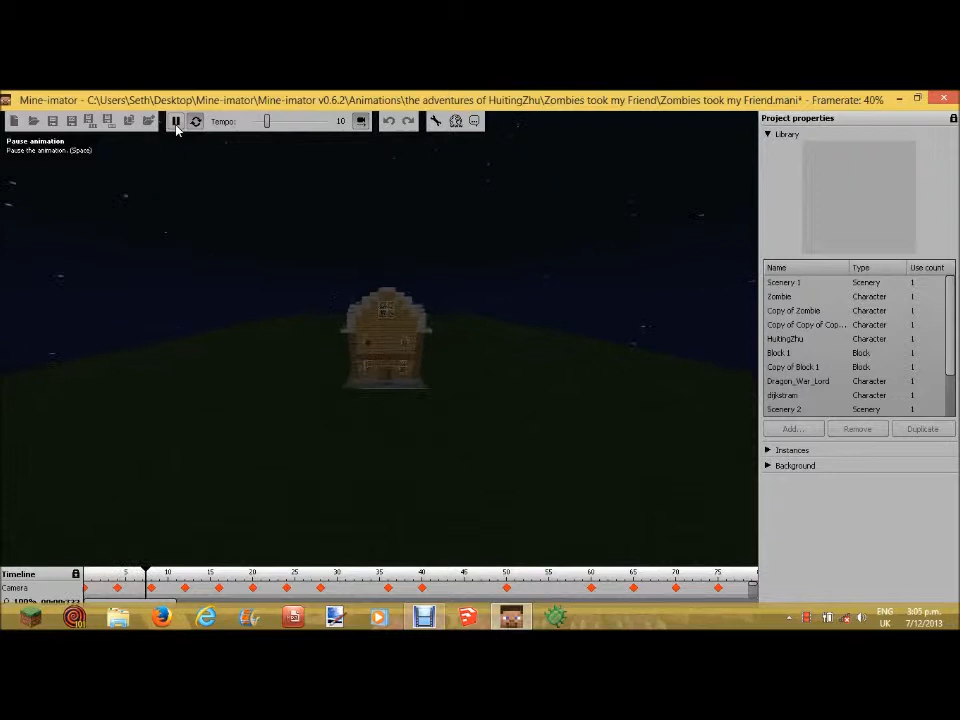 Mine-imator - C:\Users\Seth\Desktop\Mine-imator\Mine-imator v0.6.2\Animations\the adventures of HuitingZhu\Zombies took my Friend\Zombies took my Friend.mani* - Framerate: 40%
Tempo: 10
Pause animation
Pause the animation. (Space)
Project properties
Library
Name Type Use count
Scenery 1 Scenery 1
Zombie Character 1
Copy of Zombie Character 1
Copy of Copy of Cop... Character 1
HuitingZhu Character 1
Block 1 Block 1
Copy of Block 1 Block 1
Dragon_War_Lord Character 1
dijkstram Character 1
Scenery 2 Scenery 1
Add... Remove Duplicate
Instances
Background
Timeline
5 10 15 20 25 30 35 40 45 50 55 60 65 70 75
Camera
ENG
UK
3:05 p.m.
7/12/2013